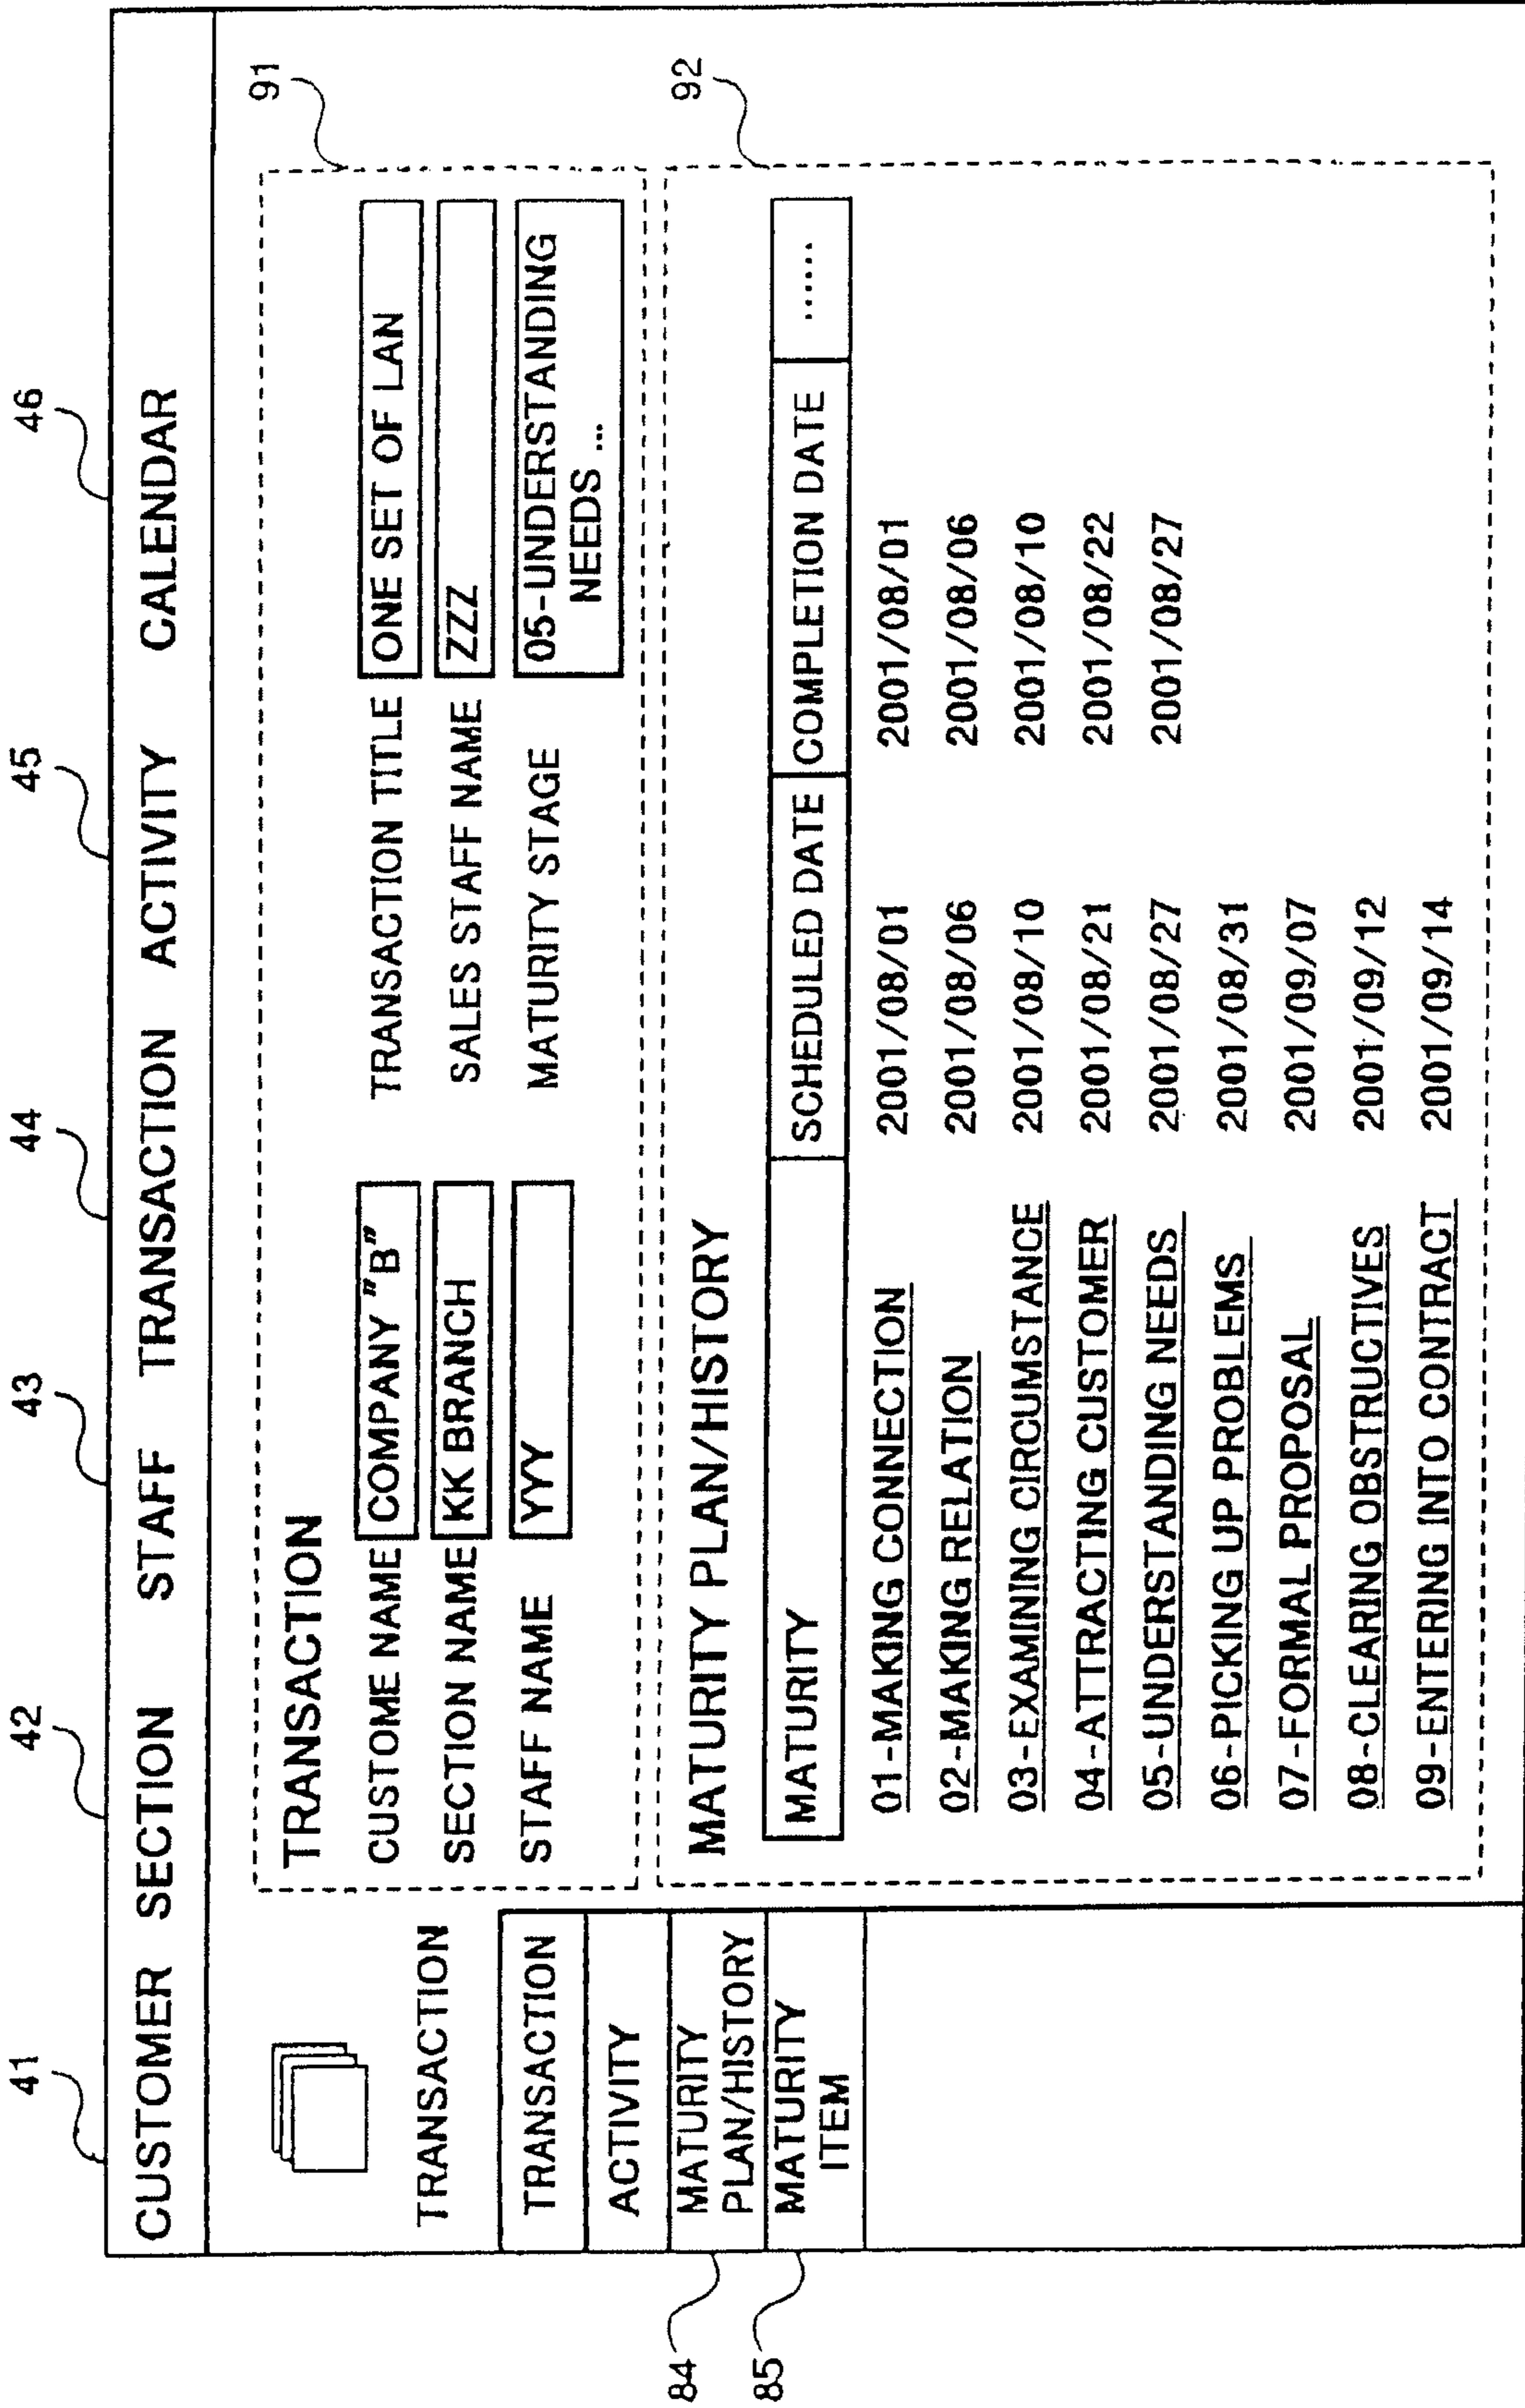 41 42 43 44 45 46
CUSTOMER SECTION STAFF TRANSACTION ACTIVITY CALENDAR
91
TRANSACTION
TRANSACTION
ACTIVITY
84
MATURITY
PLAN/HISTORY
85
MATURITY
ITEM
TRANSACTION
CUSTOME NAME COMPANY "B" TRANSACTION TITLE ONE SET OF LAN
SECTION NAME KK BRANCH SALES STAFF NAME ZZZ
STAFF NAME YYY MATURITY STAGE 05-UNDERSTANDING
NEEDS ...
92
MATURITY PLAN/HISTORY
MATURITY SCHEDULED DATE COMPLETION DATE ......
01-MAKING CONNECTION 2001/08/01 2001/08/01
02-MAKING RELATION 2001/08/06 2001/08/06
03-EXAMINING CIRCUMSTANCE 2001/08/10 2001/08/10
04-ATTRACTING CUSTOMER 2001/08/21 2001/08/22
05-UNDERSTANDING NEEDS 2001/08/27 2001/08/27
06-PICKING UP PROBLEMS 2001/08/31
07-FORMAL PROPOSAL 2001/09/07
08-CLEARING OBSTRUCTIVES 2001/09/12
09-ENTERING INTO CONTRACT 2001/09/14